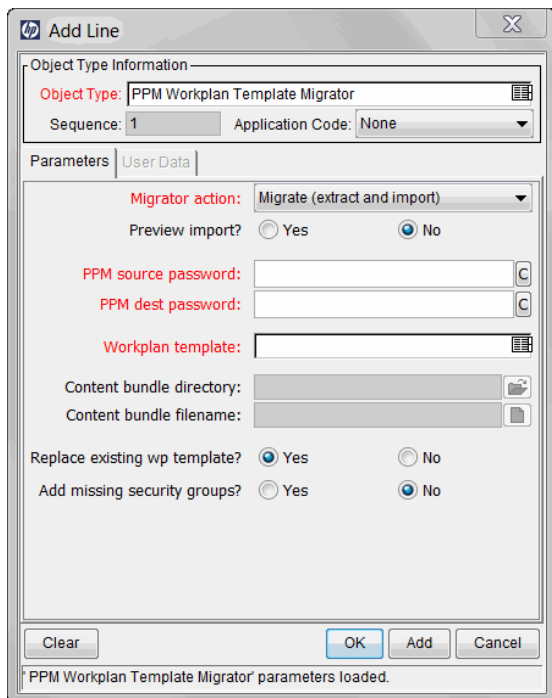 hp Add Line
Object Type Information
Object Type: PPM Workplan Template Migrator
Sequence: 1 Application Code: None
Parameters User Data
Migrator action: Migrate (extract and import)
Preview import? Yes No
PPM source password: C
PPM dest password: C
Workplan template:
Content bundle directory:
Content bundle filename:
Replace existing wp template? Yes No
Add missing security groups? Yes No
Clear OK Add Cancel
' PPM Workplan Template Migrator' parameters loaded.